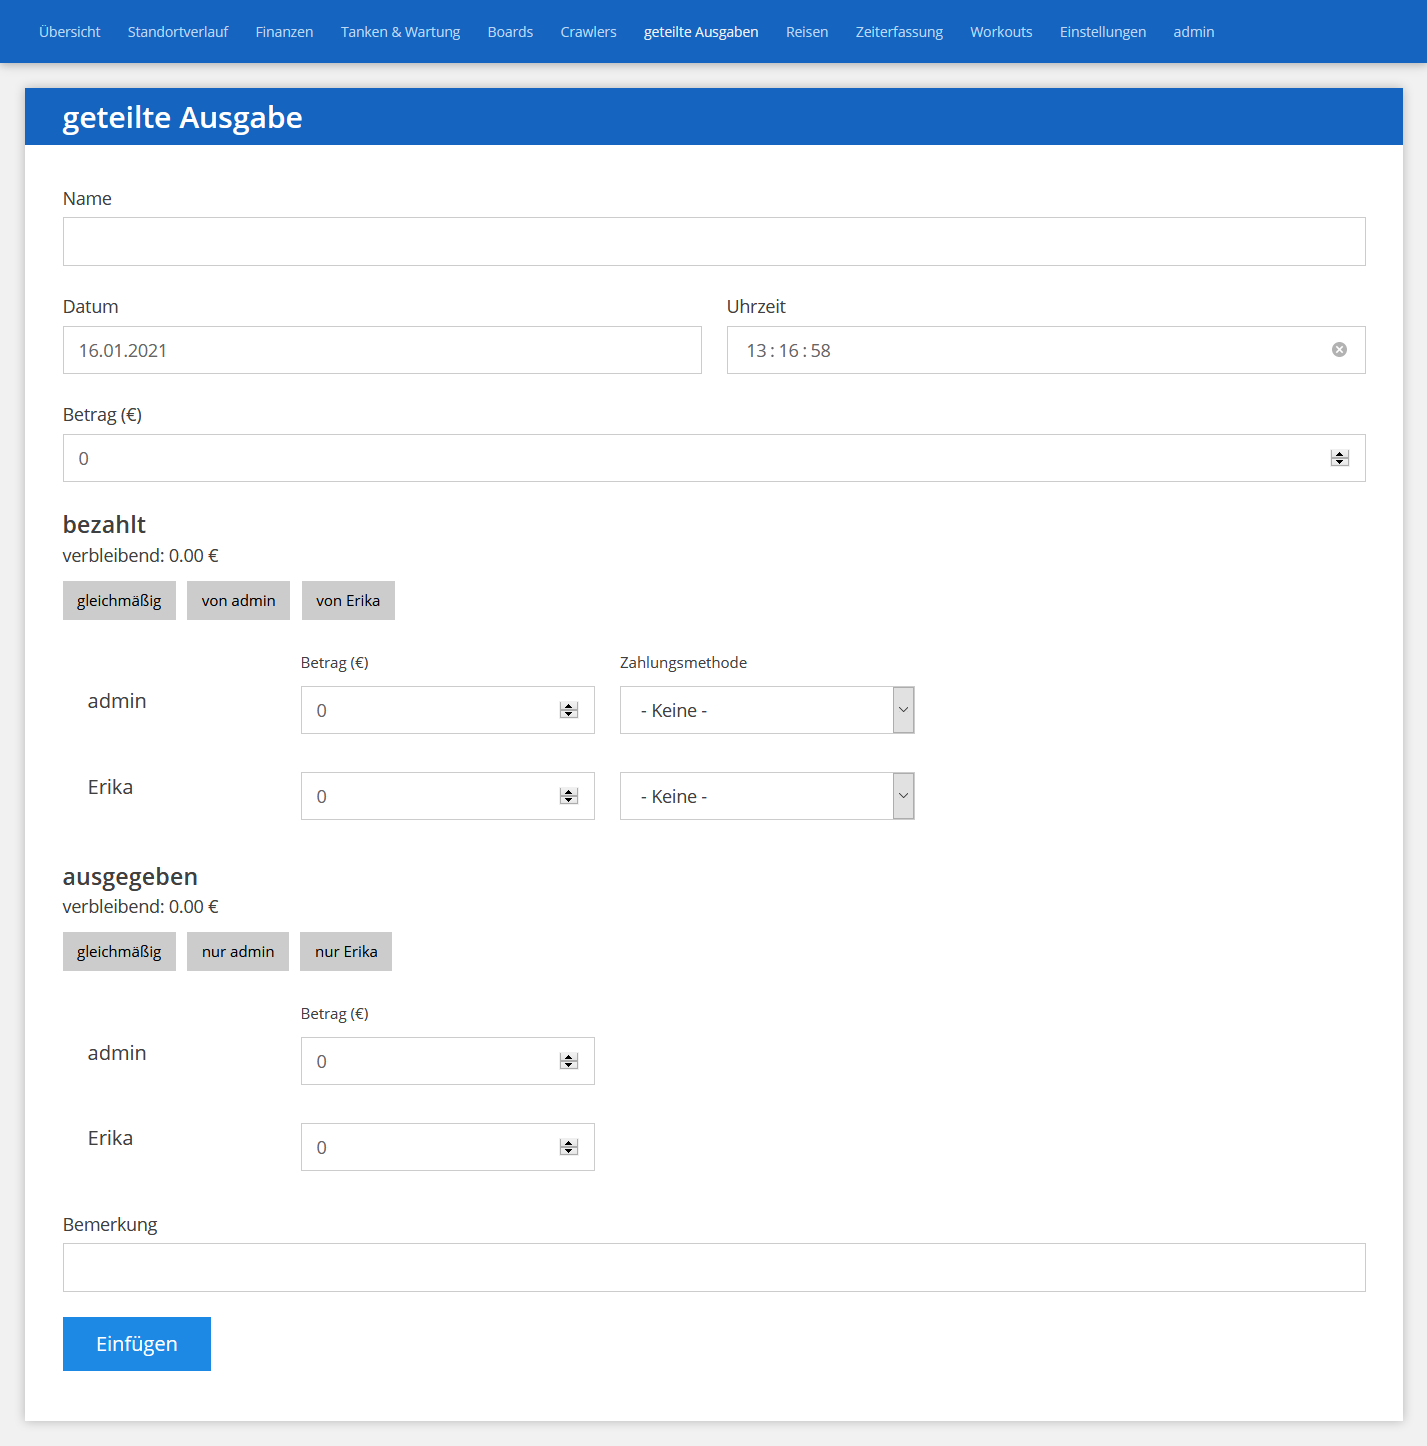 Übersicht Standortverlauf Finanzen Tanken & Wartung Boards Crawlers geteilte Ausgaben Reisen Zeiterfassung Workouts Einstellungen admin
geteilte Ausgabe
Name
Datum Uhrzeit
16.01.2021 13 : 16 : 58
Betrag (€)
0
bezahlt
verbleibend: 0.00 €
gleichmäßig von admin von Erika
Betrag (€) Zahlungsmethode
admin 0 - Keine -
Erika 0 - Keine -
ausgegeben
verbleibend: 0.00 €
gleichmäßig nur admin nur Erika
Betrag (€)
admin 0
Erika 0
Bemerkung
Einfügen